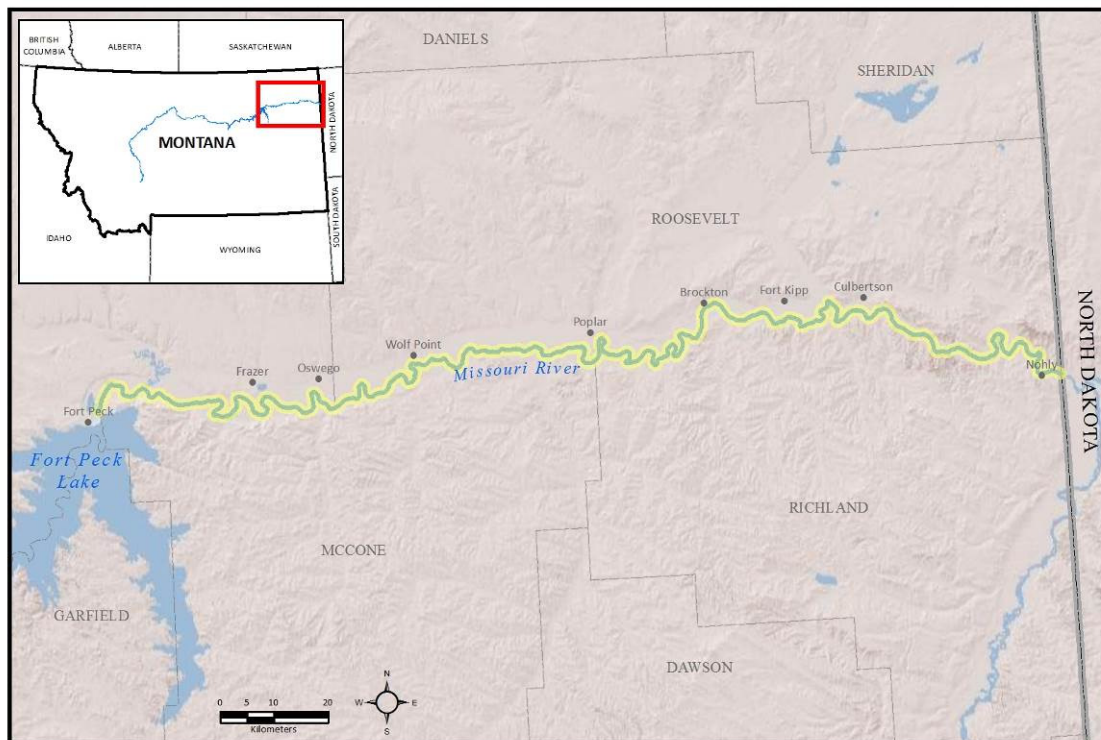 BRITISH
COLUMBIA
ALBERTA
SASKATCHEWAN
MONTANA
NORTH DAKOTA
SOUTH DAKOTA
IDAHO
WYOMING
DANIELS
SHERIDAN
ROOSEVELT
Brockton
Fort Kipp
Culbertson
Poplar
Wolf Point
Missouri River
Oswego
Frazer
Nohly
NORTH DAKOTA
Fort Peck
Fort Peck
Lake
RICHLAND
MCCONE
GARFIELD
DAWSON
N
W
E
S
0 5 10 20
Kilometers